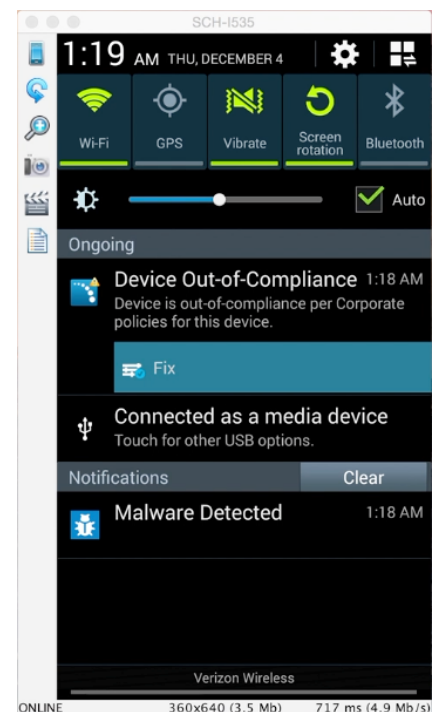 SCH-I535
1:19 AM THU, DECEMBER 4
Wi-Fi GPS Vibrate Screen rotation Bluetooth
Auto
Ongoing
Device Out-of-Compliance 1:18 AM
Device is out-of-compliance per Corporate
policies for this device.
Fix
Connected as a media device
Touch for other USB options.
Notifications Clear
Malware Detected 1:18 AM
Verizon Wireless
ONLINE 360x640 (3.5 Mb) 717 ms (4.9 Mb/s)